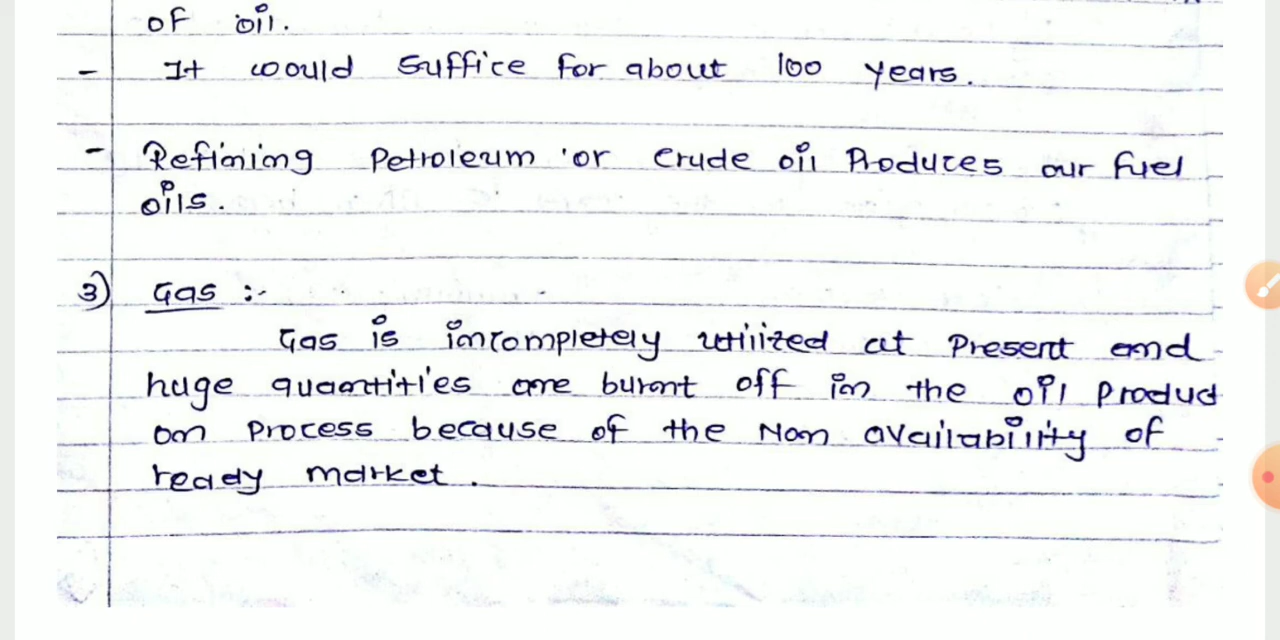 of oil.
- It would suffice for about 100 years.
- Refining Petroleum or crude oil Produces our fuel
oils.
3) Gas :-
Gas is incompletely utilized at Present and
huge quantities are burnt off in the oil Product
on Process because of the Non availability of
ready market.